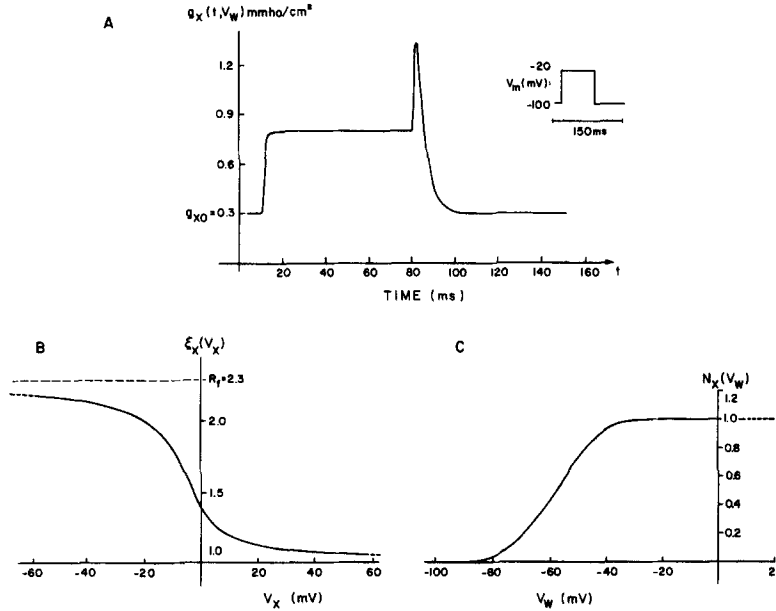 A
g_X (t,V_W) mmho/cm²
1.2
0.9
0.6
g_XO = 0.3
20 40 60 80 100 120 140 160 t
TIME (ms)
-20
V_m(mV):
-100
150ms
B
ξ_X(V_X)
R_f=2.3
2.0
1.5
1.0
-60 -40 -20 20 40 60
V_X (mV)
C
N_X(V_W)
1.2
1.0
0.8
0.6
0.4
0.2
-100 -80 -60 -40 -20 2
V_W (mV)